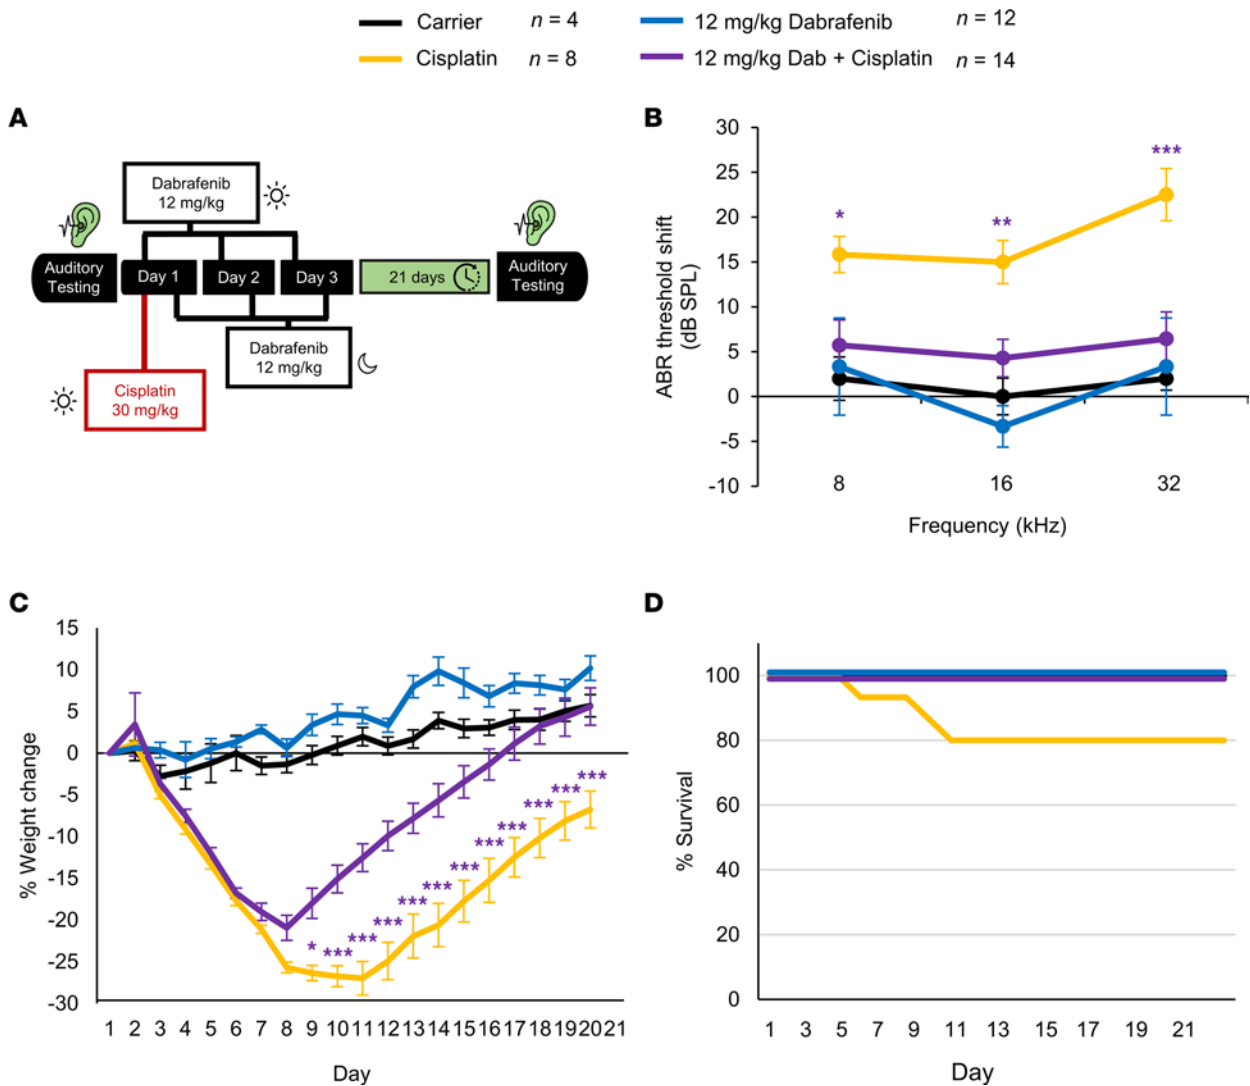 Carrier n = 4
12 mg/kg Dabrafenib n = 12
Cisplatin n = 8
12 mg/kg Dab + Cisplatin n = 14
A
Dabrafenib
12 mg/kg
Auditory
Testing
Day 1
Day 2
Day 3
21 days
Auditory
Testing
Dabrafenib
12 mg/kg
Cisplatin
30 mg/kg
B
ABR threshold shift
(dB SPL)
30
25
20
15
10
5
0
-5
-10
*
**
***
8 16 32
Frequency (kHz)
C
% Weight change
15
10
5
0
-5
-10
-15
-20
-25
-30
* *** *** *** *** *** *** *** *** *** *** ***
1 2 3 4 5 6 7 8 9 10 11 12 13 14 15 16 17 18 19 20 21
Day
D
% Survival
100
80
60
40
20
0
1 3 5 7 9 11 13 15 17 19 21
Day